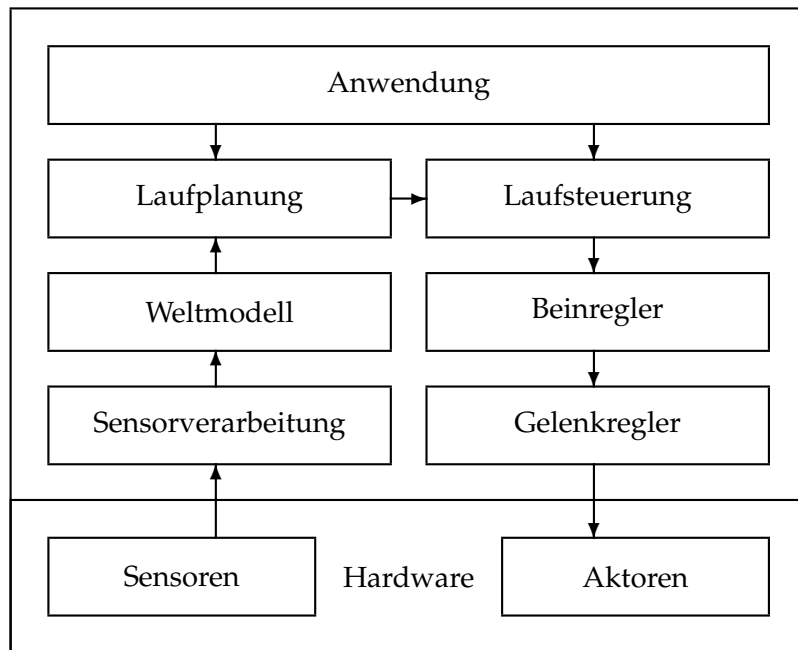 Anwendung
Laufplanung
Laufsteuerung
Weltmodell
Beinregler
Sensorverarbeitung
Gelenkregler
Sensoren
Hardware
Aktoren